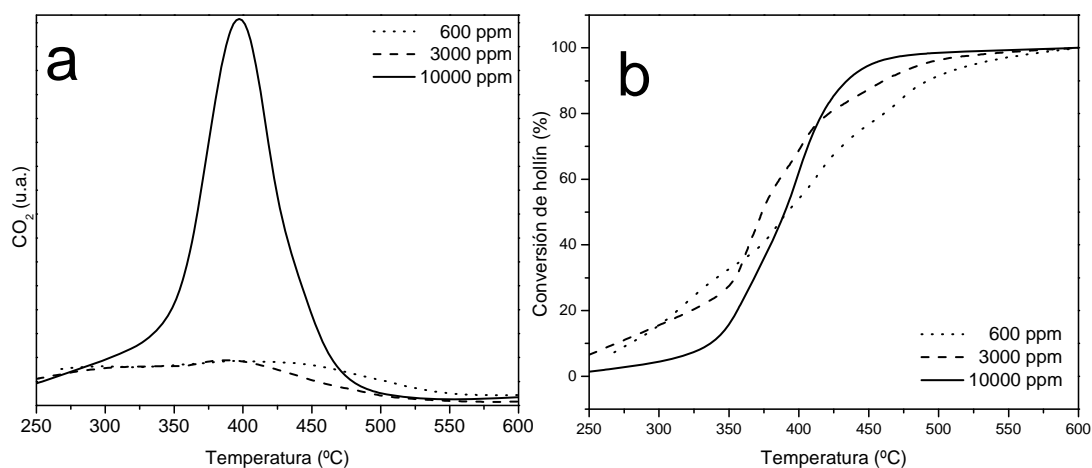 a
600 ppm
3000 ppm
10000 ppm
CO₂ (u.a.)
250 300 350 400 450 500 550 600
Temperatura (ºC)
b
100
80
60
40
20
0
Conversión de hollín (%)
600 ppm
3000 ppm
10000 ppm
250 300 350 400 450 500 550 600
Temperatura (ºC)